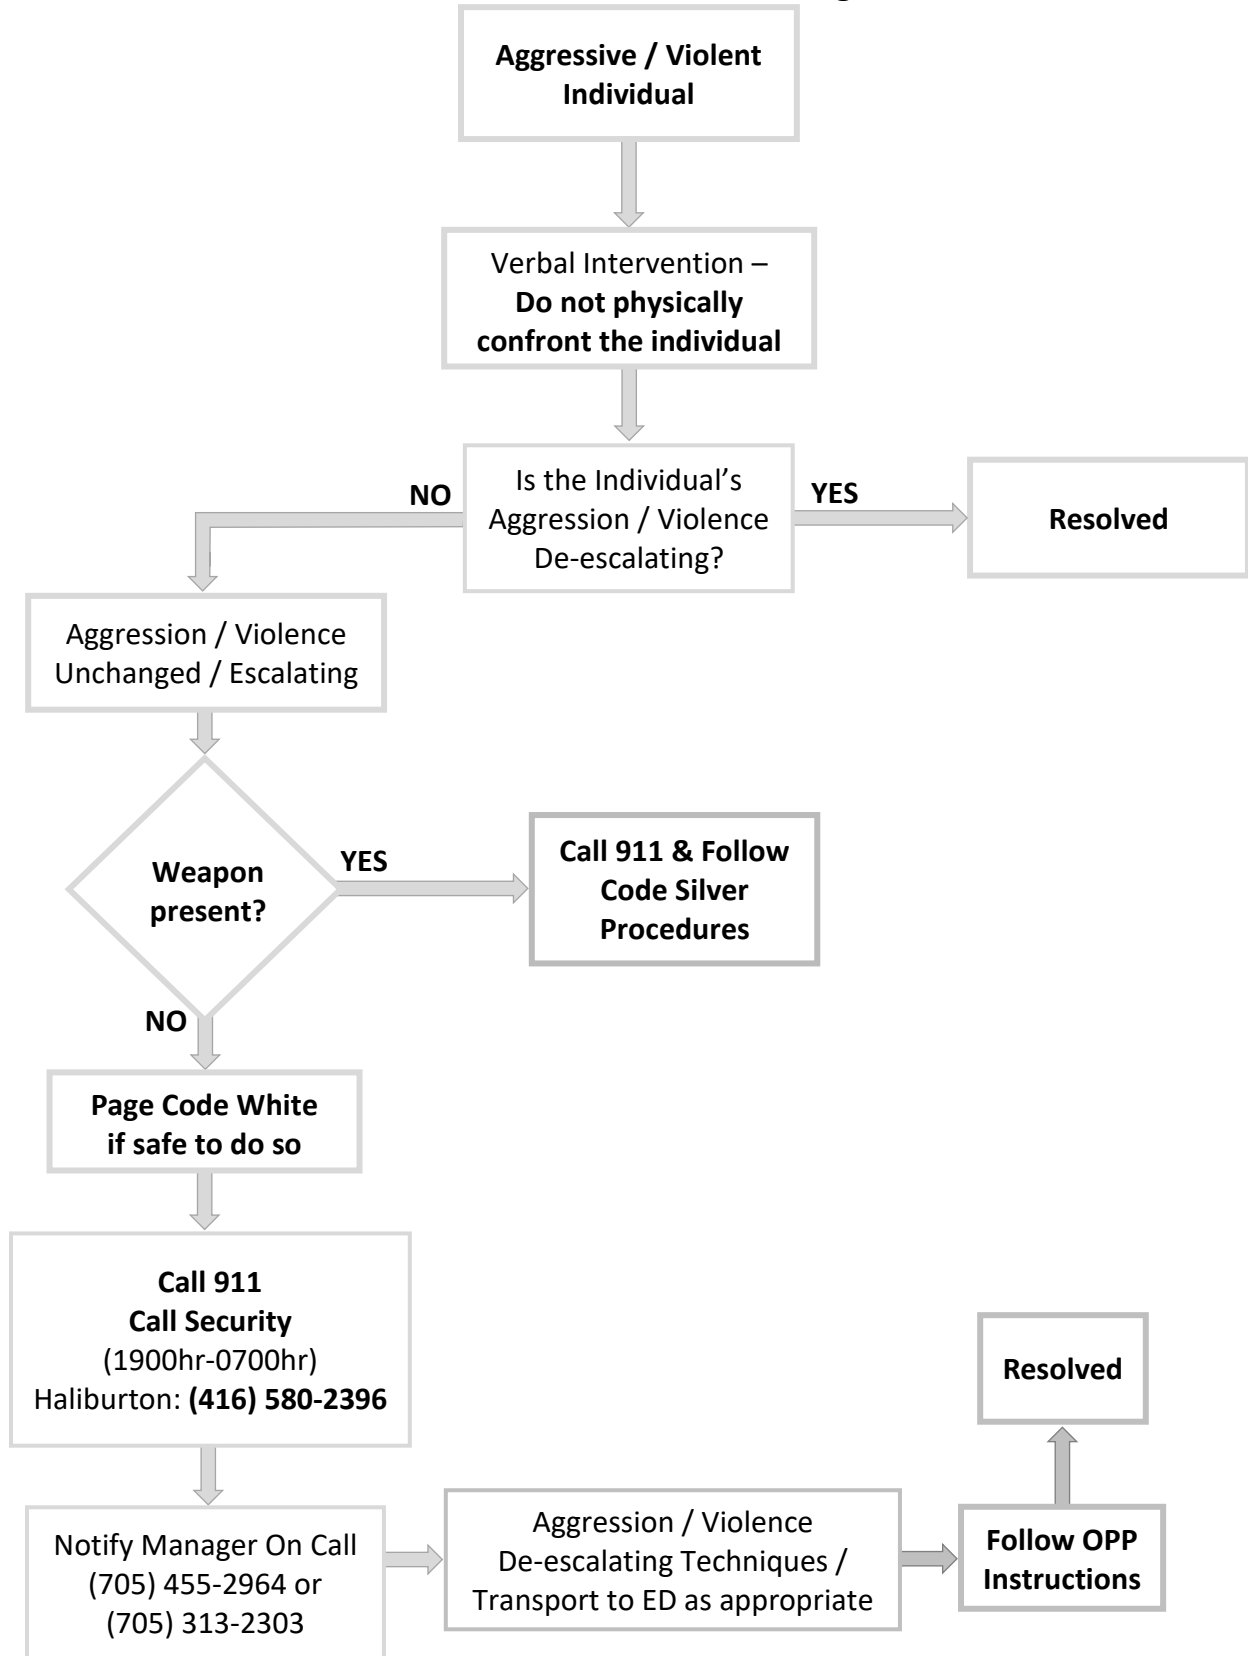 Aggressive / Violent
Individual
Verbal Intervention –
Do not physically
confront the individual
Is the Individual’s
Aggression / Violence
De-escalating?
NO
YES
Resolved
Aggression / Violence
Unchanged / Escalating
Weapon
present?
YES
Call 911 & Follow
Code Silver
Procedures
NO
Page Code White
if safe to do so
Call 911
Call Security
(1900hr-0700hr)
Haliburton: (416) 580-2396
Notify Manager On Call
(705) 455-2964 or
(705) 313-2303
Aggression / Violence
De-escalating Techniques /
Transport to ED as appropriate
Follow OPP
Instructions
Resolved